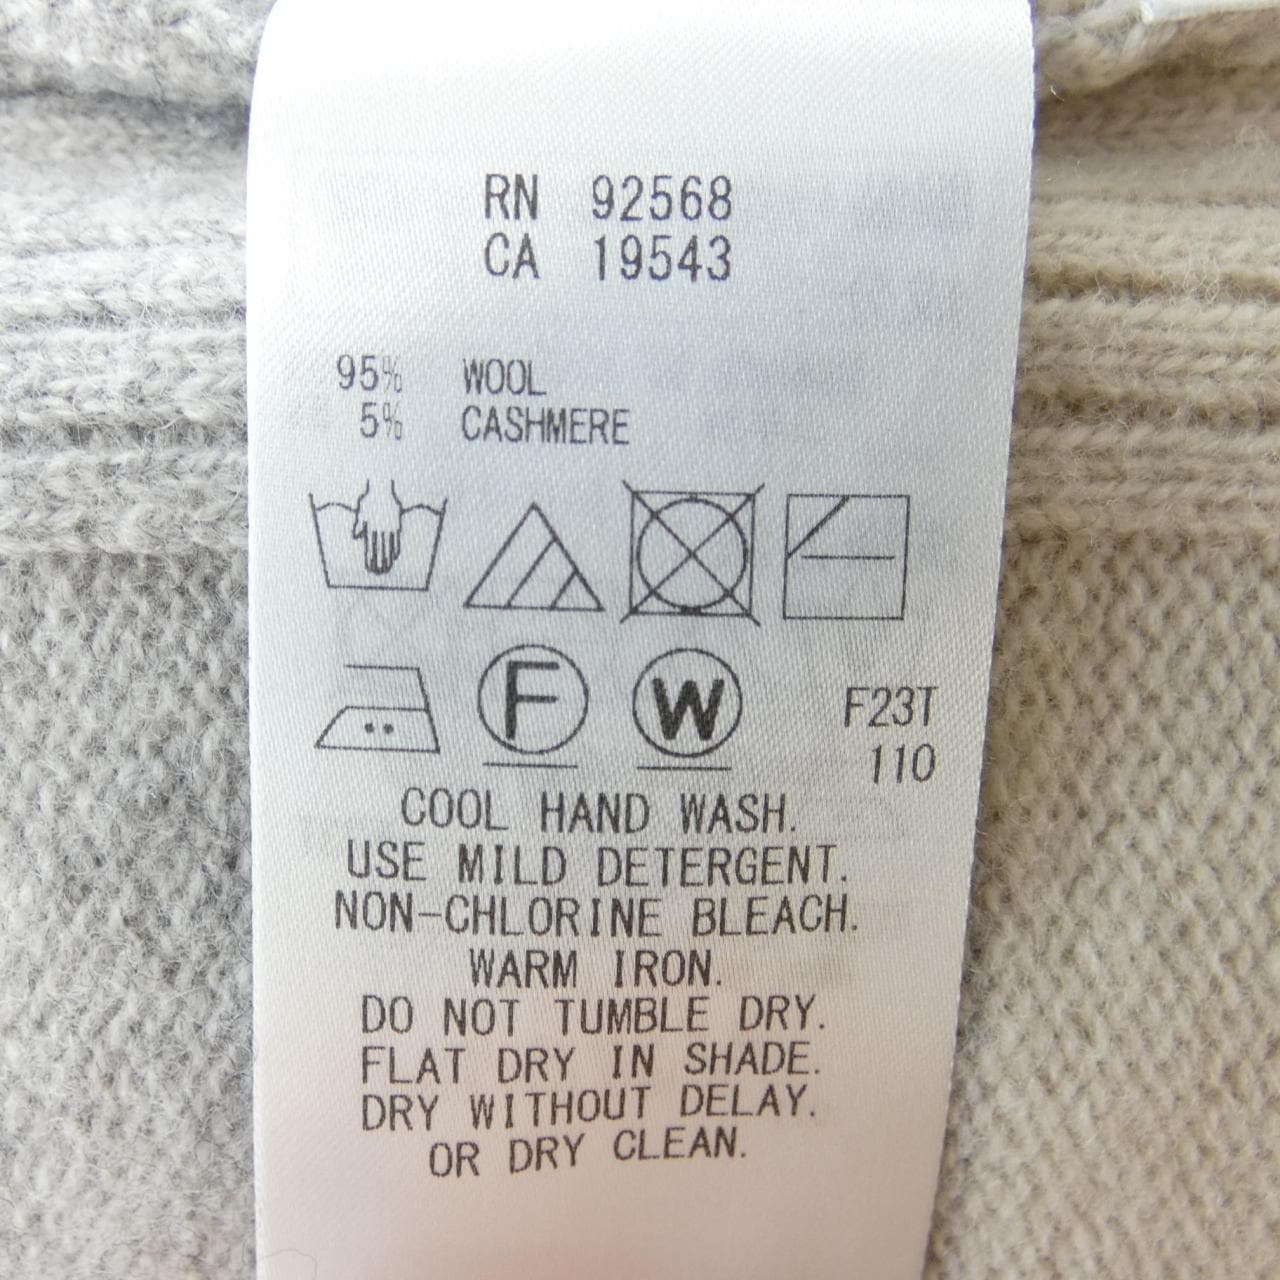 RN 92568
CA 19543
95% WOOL
5% CASHMERE
F W
F23T
110
COOL HAND WASH.
USE MILD DETERGENT.
NON-CHLORINE BLEACH.
WARM IRON.
DO NOT TUMBLE DRY.
FLAT DRY IN SHADE.
DRY WITHOUT DELAY.
OR DRY CLEAN.